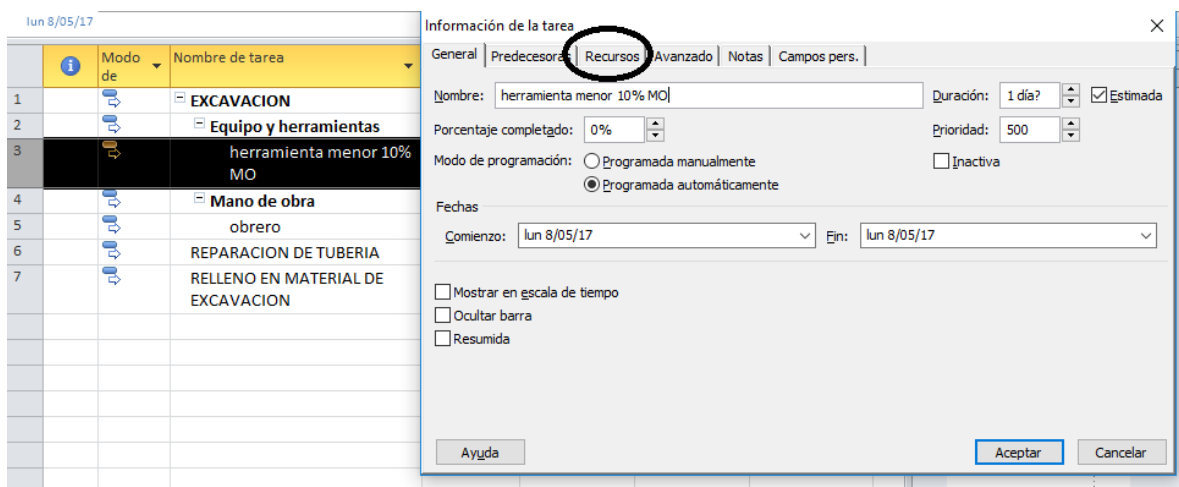 lun 8/05/17
Información de la tarea
General Predecesoras Recursos Avanzado Notas Campos pers.
Modo de
Nombre de tarea
Nombre: herramienta menor 10% MO Duración: 1 día? Estimada
1 EXCAVACION
2 Equipo y herramientas
Porcentaje completado: 0% Prioridad: 500
3 herramienta menor 10%
MO
Modo de programación: Programada manualmente Inactiva
Programada automáticamente
4 Mano de obra
Fechas
5 obrero
Comienzo: lun 8/05/17 Fin: lun 8/05/17
6 REPARACION DE TUBERIA
7 RELLENO EN MATERIAL DE
EXCAVACION
Mostrar en escala de tiempo
Ocultar barra
Resumida
Ayuda Aceptar Cancelar